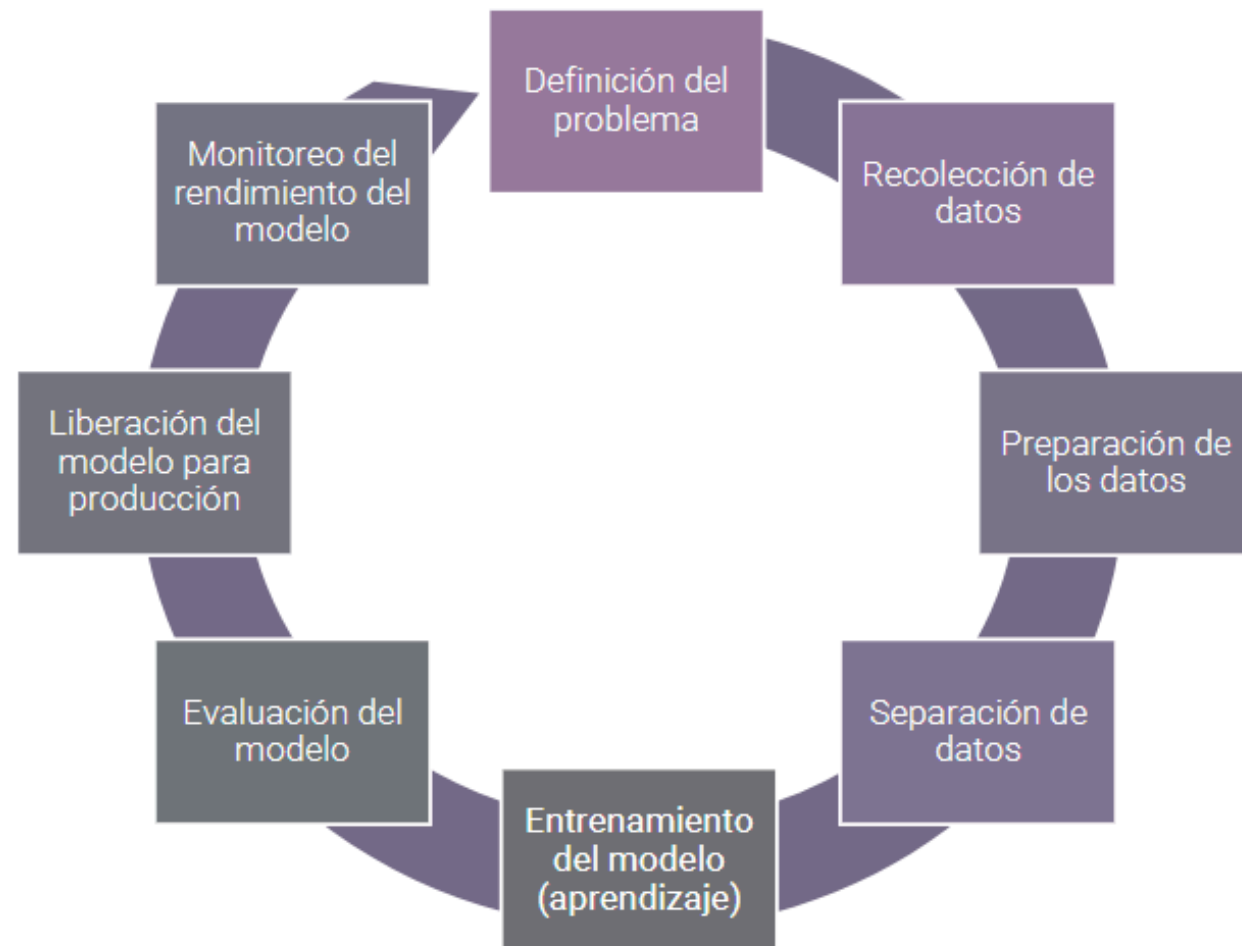 Definición del
problema
Recolección de
datos
Preparación de
los datos
Separación de
datos
Entrenamiento
del modelo
(aprendizaje)
Evaluación del
modelo
Liberación del
modelo para
producción
Monitoreo del
rendimiento del
modelo